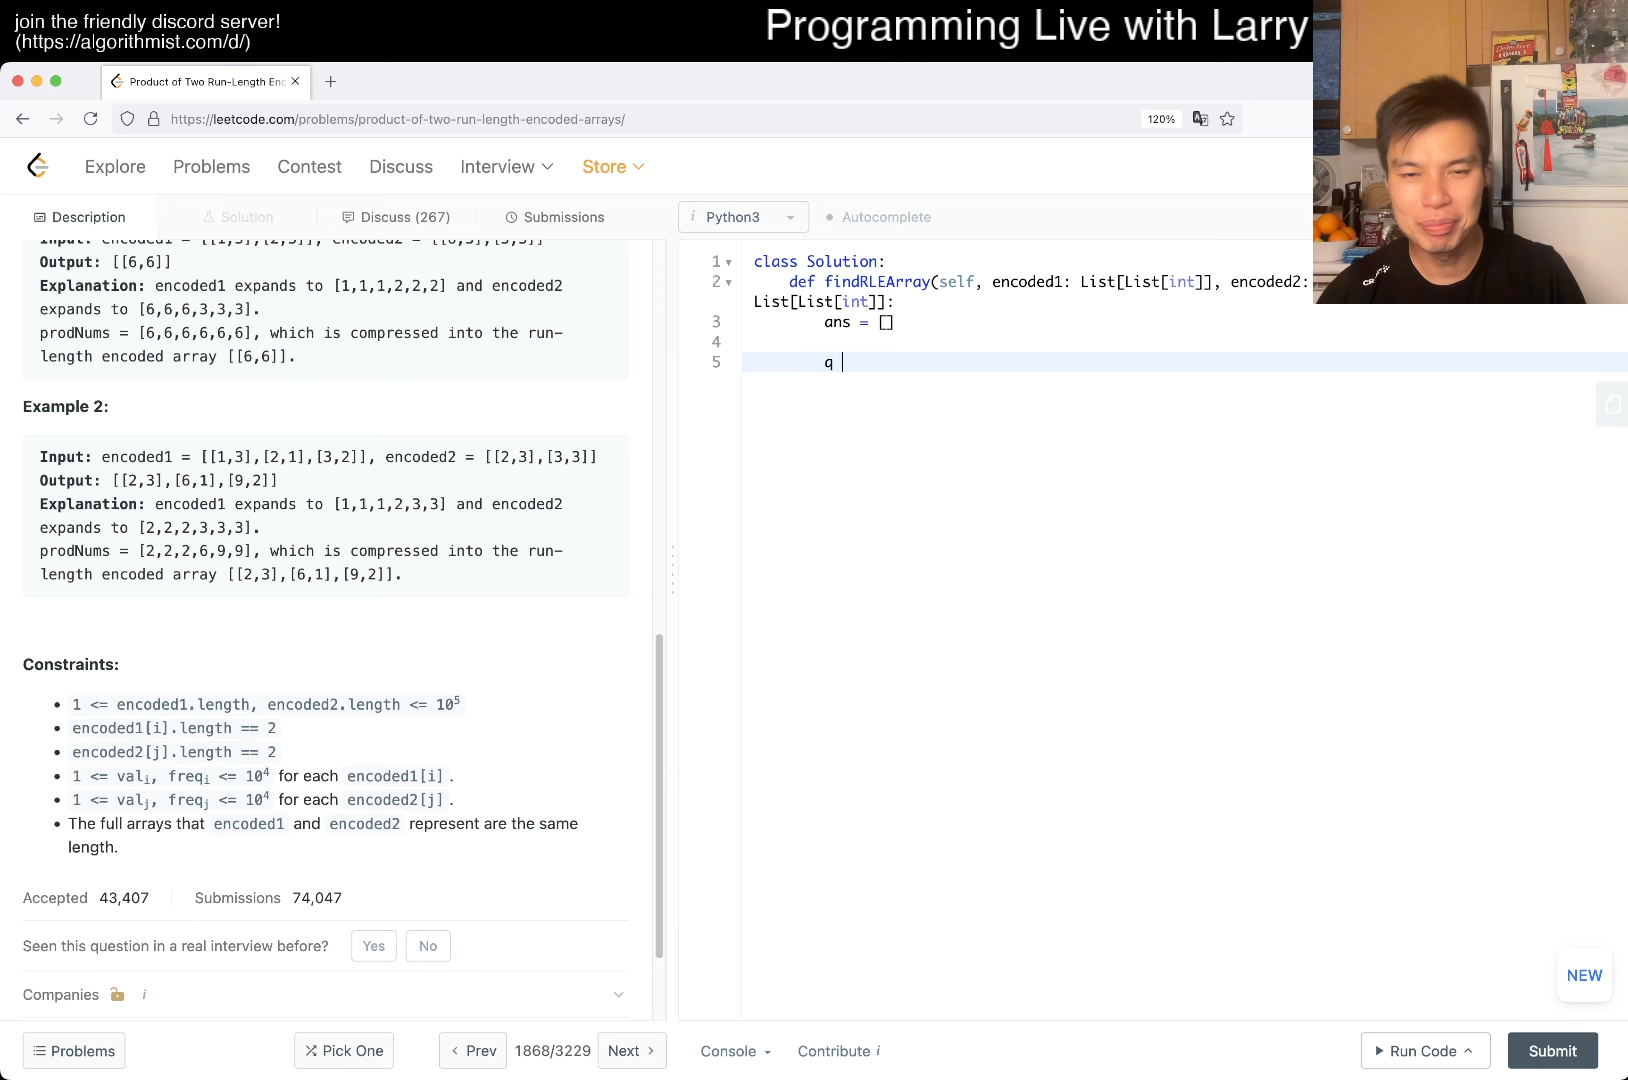 join the friendly discord server!
(https://algorithmist.com/d/)
Programming Live with Larry
Product of Two Run-Length Enc
https://leetcode.com/problems/product-of-two-run-length-encoded-arrays/
120%
Explore Problems Contest Discuss Interview Store
Description Solution Discuss (267) Submissions
i Python3 Autocomplete
Output: [[6,6]]
Explanation: encoded1 expands to [1,1,1,2,2,2] and encoded2
expands to [6,6,6,3,3,3].
prodNums = [6,6,6,6,6,6], which is compressed into the run-
length encoded array [[6,6]].
Example 2:
Input: encoded1 = [[1,3],[2,1],[3,2]], encoded2 = [[2,3],[3,3]]
Output: [[2,3],[6,1],[9,2]]
Explanation: encoded1 expands to [1,1,1,2,3,3] and encoded2
expands to [2,2,2,3,3,3].
prodNums = [2,2,2,6,9,9], which is compressed into the run-
length encoded array [[2,3],[6,1],[9,2]].
Constraints:
1 <= encoded1.length, encoded2.length <= 10⁵
encoded1[i].length == 2
encoded2[j].length == 2
1 <= valᵢ, freqᵢ <= 10⁴ for each encoded1[i].
1 <= valⱼ, freqⱼ <= 10⁴ for each encoded2[j].
The full arrays that encoded1 and encoded2 represent are the same
length.
Accepted 43,407 Submissions 74,047
Seen this question in a real interview before? Yes No
Companies i
1 class Solution:
2 def findRLEArray(self, encoded1: List[List[int]], encoded2:
List[List[int]]:
3 ans = []
4
5 q
NEW
Problems Pick One Prev 1868/3229 Next Console Contribute i Run Code Submit